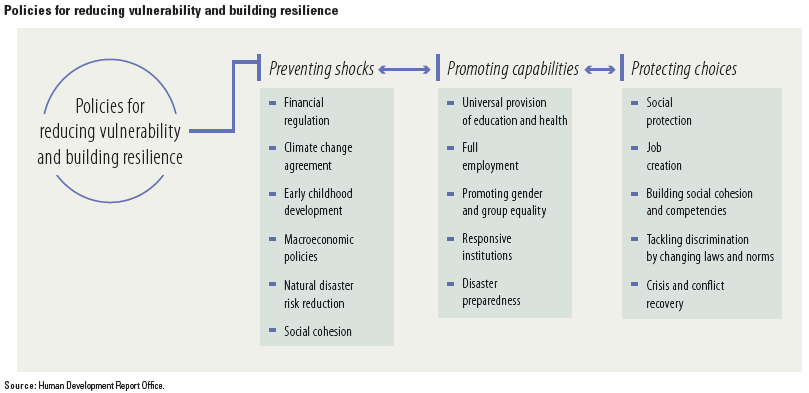 Policies for reducing vulnerability and building resilience
Policies for
reducing vulnerability
and building resilience
Preventing shocks
Financial
regulation
Climate change
agreement
Early childhood
development
Macroeconomic
policies
Natural disaster
risk reduction
Social cohesion
Promoting capabilities
Universal provision
of education and health
Full
employment
Promoting gender
and group equality
Responsive
institutions
Disaster
preparedness
Protecting choices
Social
protection
Job
creation
Building social cohesion
and competencies
Tackling discrimination
by changing laws and norms
Crisis and conflict
recovery
Source: Human Development Report Office.